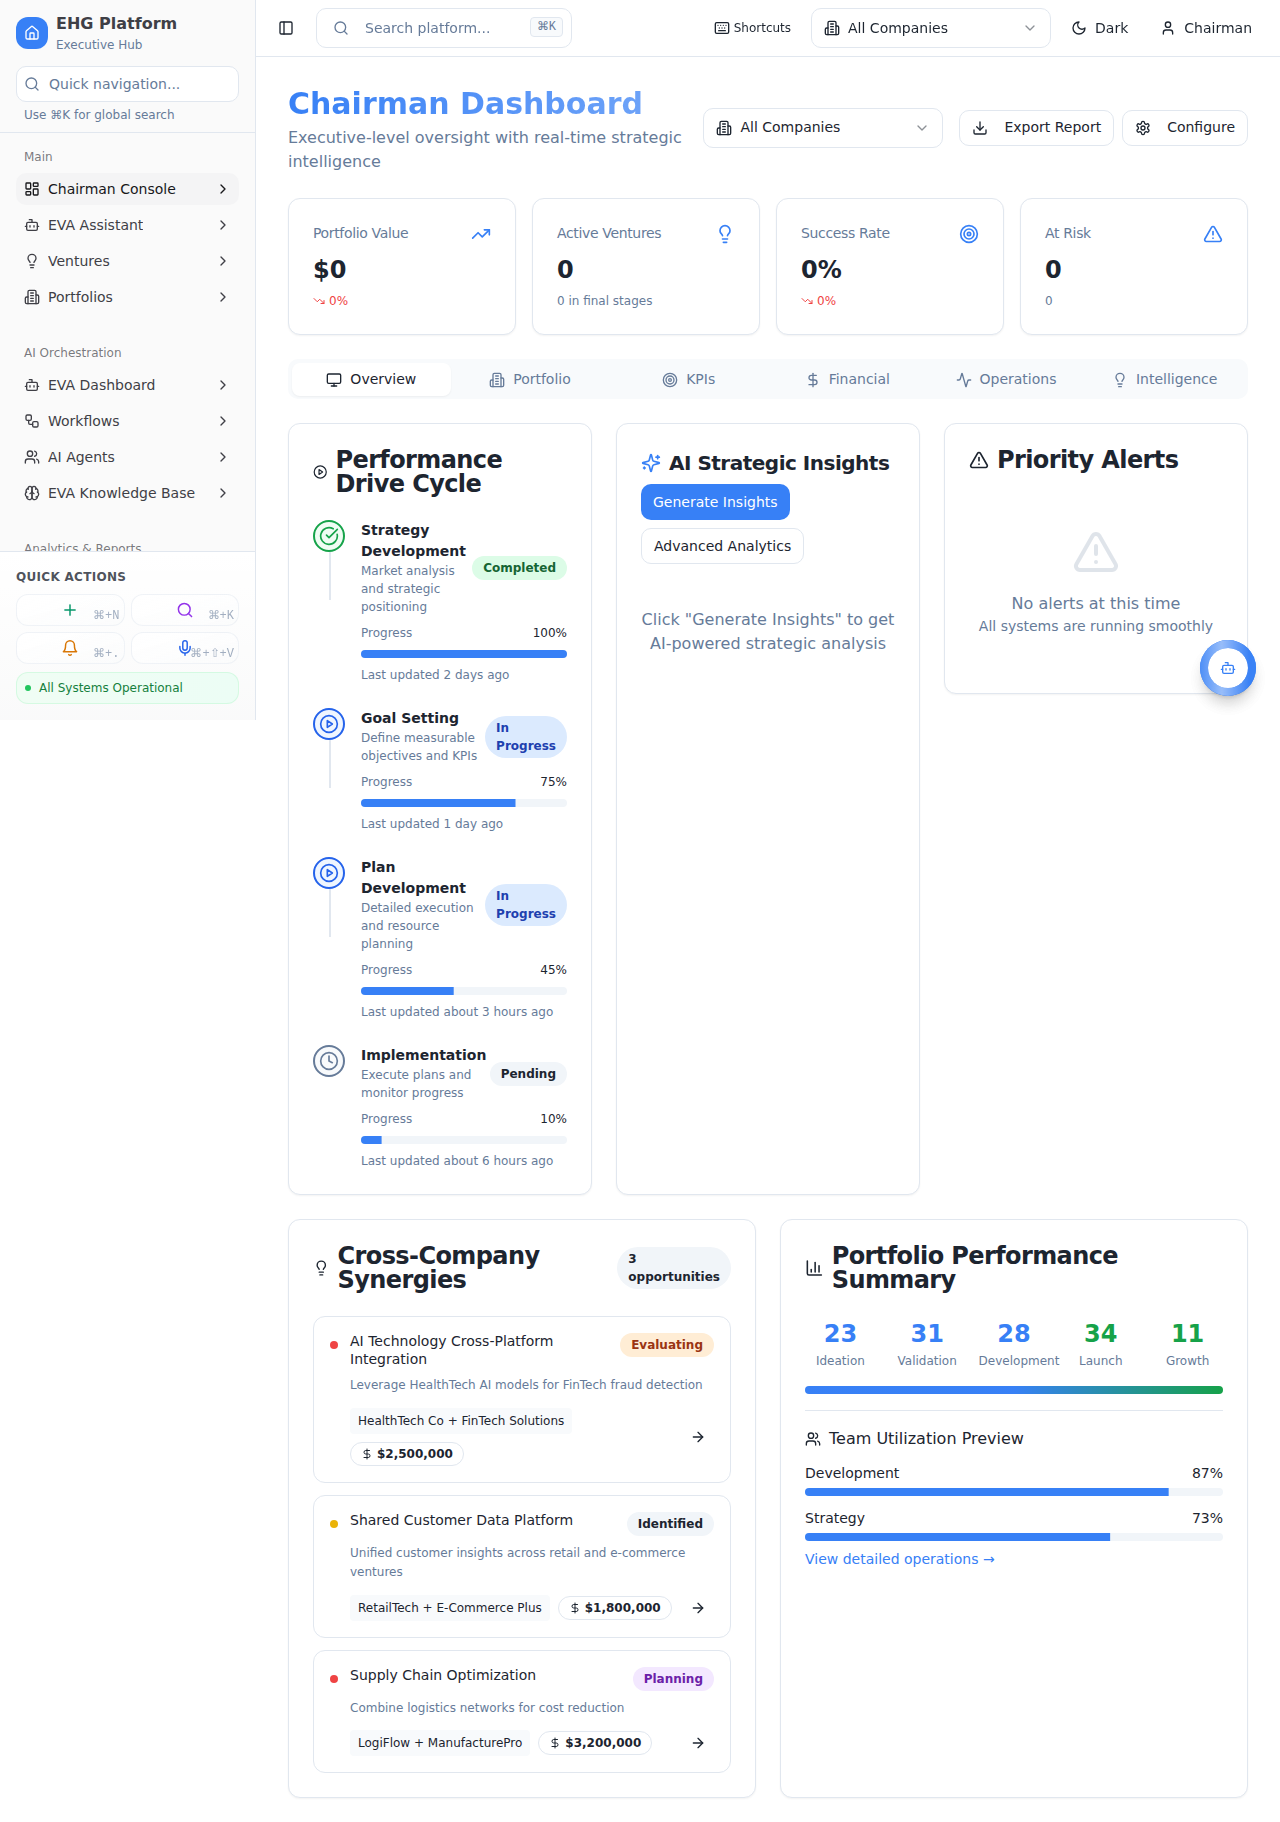 EHG Platform
Executive Hub
Quick navigation...
Use ⌘K for global search
Main
Chairman Console
EVA Assistant
Ventures
Portfolios
AI Orchestration
EVA Dashboard
Workflows
AI Agents
EVA Knowledge Base
Analytics & Reports
QUICK ACTIONS
⌘+N
⌘+K
⌘+.
⌘+⇧+V
All Systems Operational
Search platform...
⌘K
Shortcuts
All Companies
Dark
Chairman
Chairman Dashboard
Executive-level oversight with real-time strategic
intelligence
All Companies
Export Report
Configure
Portfolio Value
$0
0%
Active Ventures
0
0 in final stages
Success Rate
0%
0%
At Risk
0
0
Overview
Portfolio
KPIs
Financial
Operations
Intelligence
Performance
Drive Cycle
Strategy
Development
Market analysis
and strategic
positioning
Completed
Progress
100%
Last updated 2 days ago
Goal Setting
Define measurable
objectives and KPIs
In
Progress
Progress
75%
Last updated 1 day ago
Plan
Development
Detailed execution
and resource
planning
In
Progress
Progress
45%
Last updated about 3 hours ago
Implementation
Execute plans and
monitor progress
Pending
Progress
10%
Last updated about 6 hours ago
AI Strategic Insights
Generate Insights
Advanced Analytics
Click "Generate Insights" to get
AI-powered strategic analysis
Priority Alerts
No alerts at this time
All systems are running smoothly
Cross-Company
Synergies
3
opportunities
AI Technology Cross-Platform
Integration
Evaluating
Leverage HealthTech AI models for FinTech fraud detection
HealthTech Co + FinTech Solutions
$2,500,000
Shared Customer Data Platform
Identified
Unified customer insights across retail and e-commerce
ventures
RetailTech + E-Commerce Plus
$1,800,000
Supply Chain Optimization
Planning
Combine logistics networks for cost reduction
LogiFlow + ManufacturePro
$3,200,000
Portfolio Performance
Summary
23
Ideation
31
Validation
28
Development
34
Launch
11
Growth
Team Utilization Preview
Development
87%
Strategy
73%
View detailed operations →